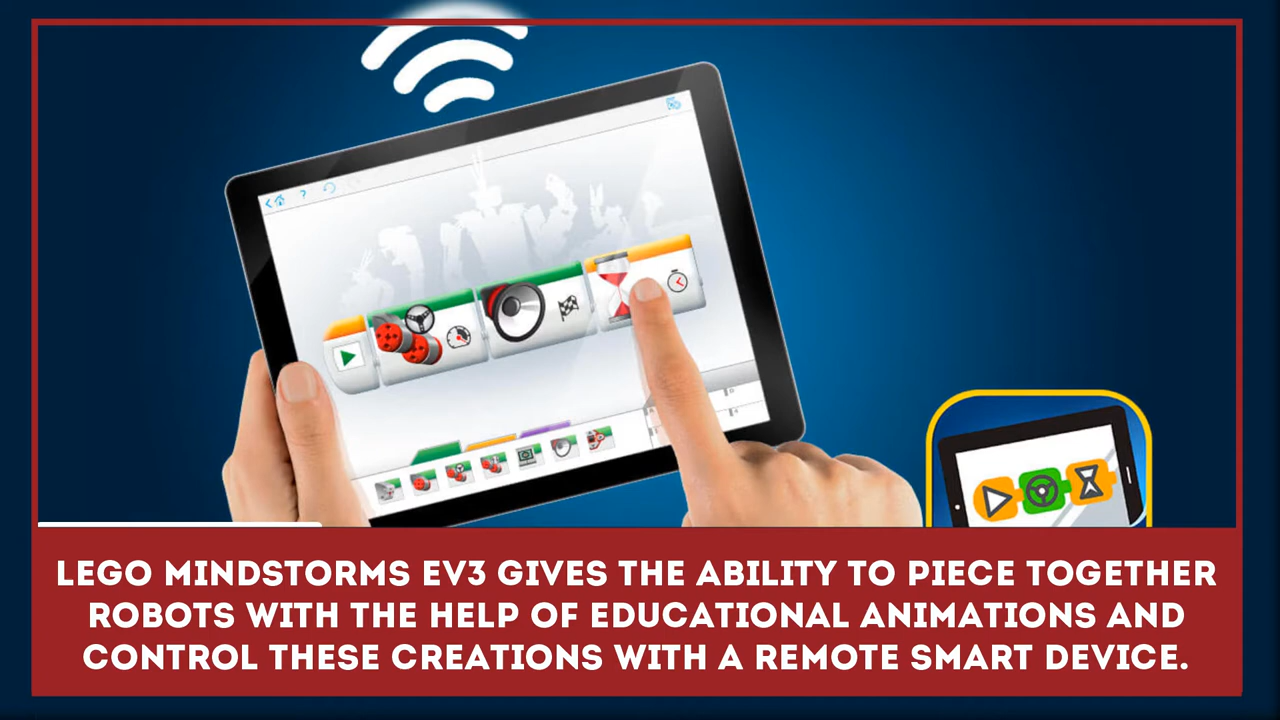 LEGO MINDSTORMS EV3 GIVES THE ABILITY TO PIECE TOGETHER
ROBOTS WITH THE HELP OF EDUCATIONAL ANIMATIONS AND
CONTROL THESE CREATIONS WITH A REMOTE SMART DEVICE.